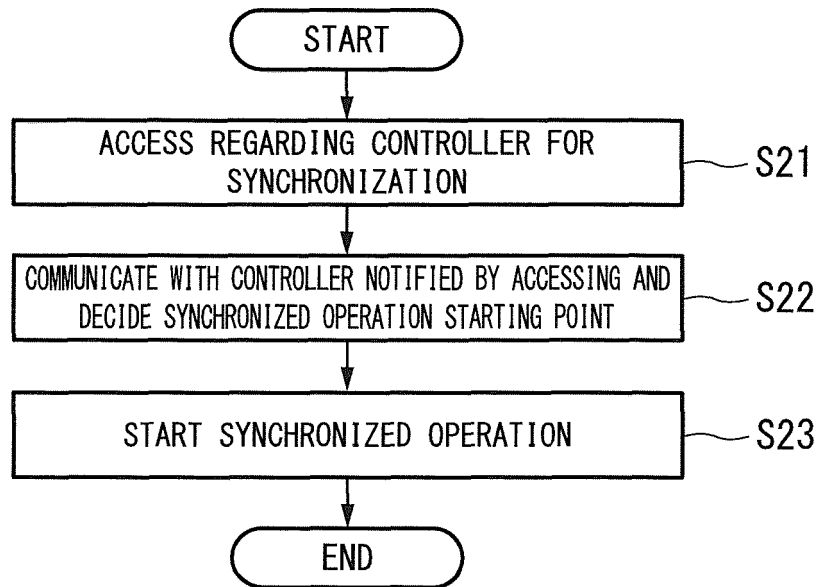 START
ACCESS REGARDING CONTROLLER FOR
SYNCHRONIZATION
S21
COMMUNICATE WITH CONTROLLER NOTIFIED BY ACCESSING AND
DECIDE SYNCHRONIZED OPERATION STARTING POINT
S22
START SYNCHRONIZED OPERATION
S23
END